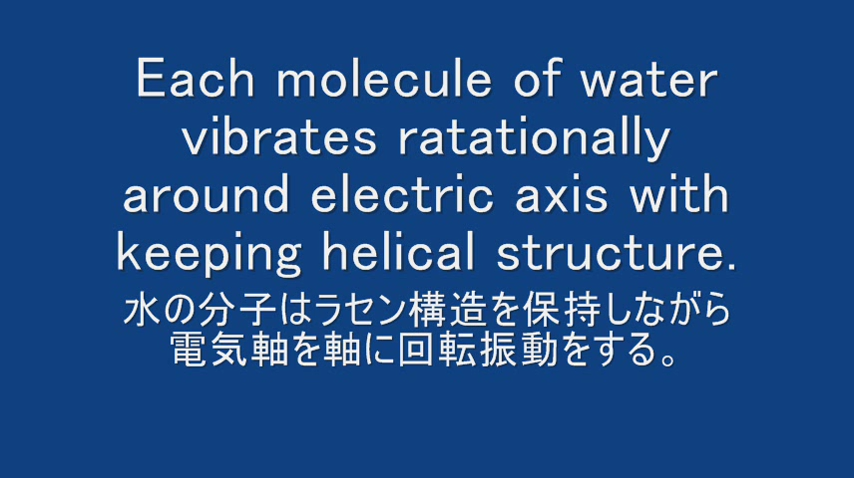 Each molecule of water
vibrates ratationally
around electric axis with
keeping helical structure.
水の分子はラセン構造を保持しながら
電気軸を軸に回転振動をする。